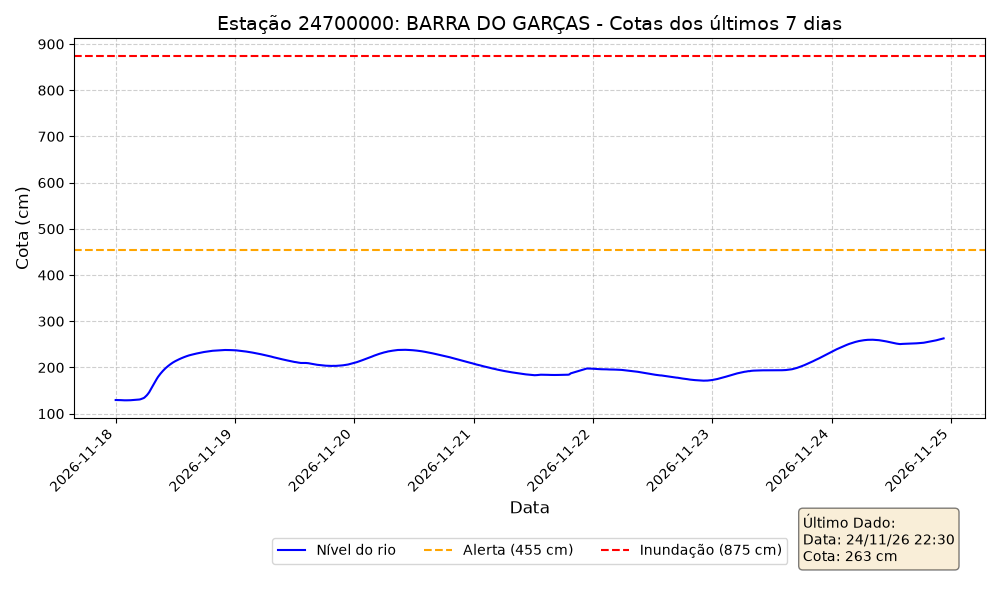 Estação 24700000: BARRA DO GARÇAS - Cotas dos últimos 7 dias
Cota (cm)
900
800
700
600
500
400
300
200
100
2026-11-18
2026-11-19
2026-11-20
2026-11-21
2026-11-22
2026-11-23
2026-11-24
2026-11-25
Data
Nível do rio
Alerta (455 cm)
Inundação (875 cm)
Último Dado:
Data: 24/11/26 22:30
Cota: 263 cm